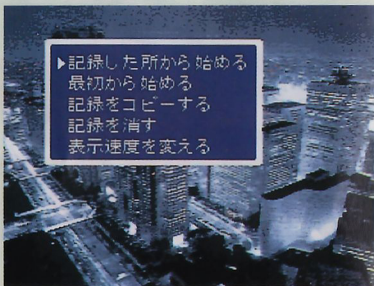 ▶記録した所から始める
最初から始める
記録をコピーする
記録を消す
表示速度を変える